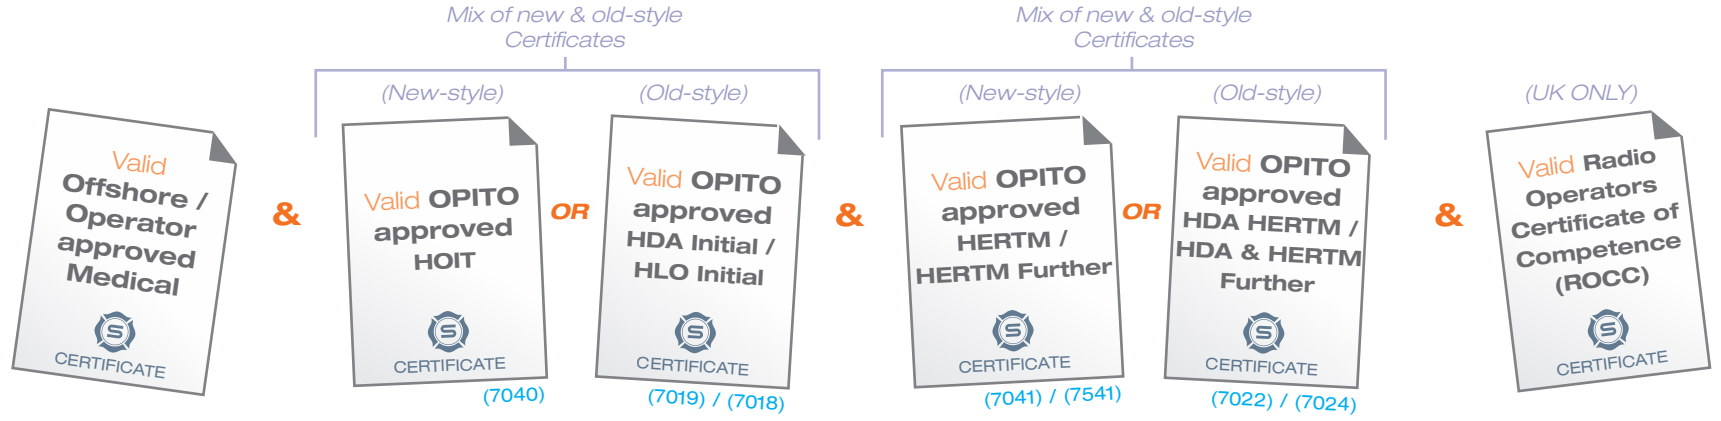 Mix of new & old-style
Certificates
Mix of new & old-style
Certificates
(New-style)
(Old-style)
(New-style)
(Old-style)
(UK ONLY)
Valid
Offshore /
Operator
approved
Medical
S
CERTIFICATE
&
Valid OPITO
approved
HOIT
S
CERTIFICATE
(7040)
OR
Valid OPITO
approved
HDA Initial /
HLO Initial
S
CERTIFICATE
(7019) / (7018)
&
Valid OPITO
approved
HERTM /
HERTM Further
S
CERTIFICATE
(7041) / (7541)
OR
Valid OPITO
approved
HDA HERTM /
HDA & HERTM
Further
S
CERTIFICATE
(7022) / (7024)
&
Valid Radio
Operators
Certificate of
Competence
(ROCC)
S
CERTIFICATE